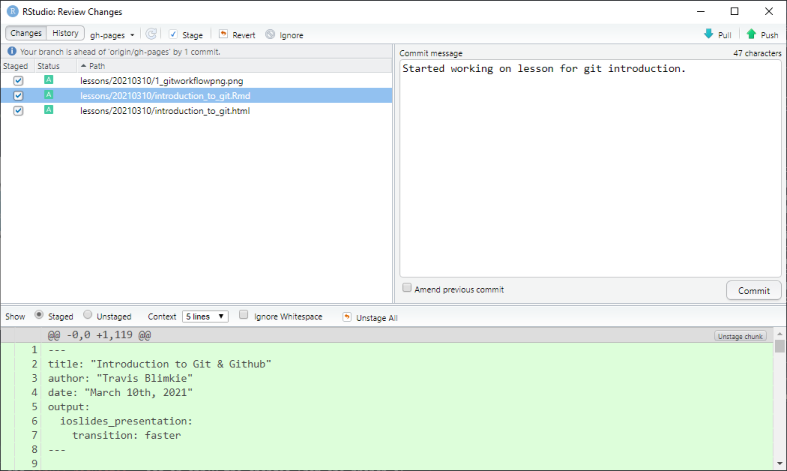 RStudio: Review Changes
Changes History gh-pages Stage Revert Ignore Pull Push
Your branch is ahead of 'origin/gh-pages' by 1 commit.
Staged Status Path
A lessons/20210310/1_gitworkflowpng.png
A lessons/20210310/introduction_to_git.Rmd
A lessons/20210310/introduction_to_git.html
Commit message 47 characters
Started working on lesson for git introduction.
Amend previous commit Commit
Show Staged Unstaged Context 5 lines Ignore Whitespace Unstage All
@@ -0,0 +1,119 @@ Unstage chunk
1 ---
2 title: "Introduction to Git & Github"
3 author: "Travis Blimkie"
4 date: "March 10th, 2021"
5 output:
6 ioslides_presentation:
7 transition: faster
8 ---
9